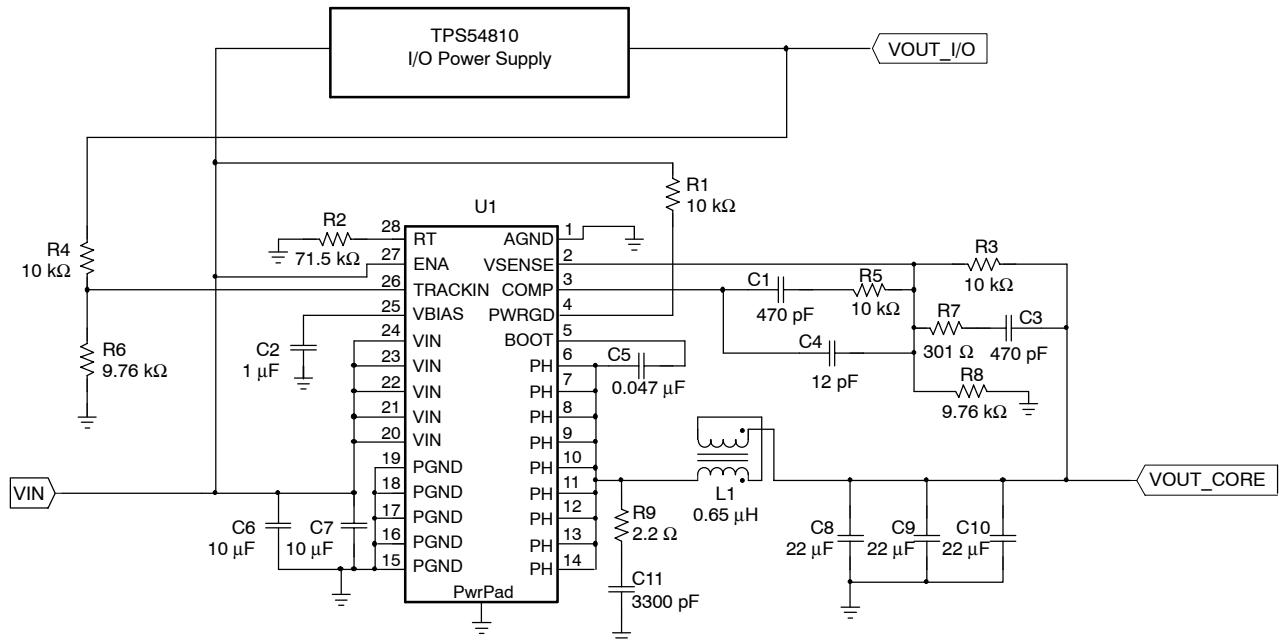 TPS54810
I/O Power Supply
VOUT_I/O
R1
10 kΩ
U1
R2
71.5 kΩ
R4
10 kΩ
R6
9.76 kΩ
C2
1 μF
28 RT
27 ENA
26 TRACKIN
25 VBIAS
24 VIN
23 VIN
22 VIN
21 VIN
20 VIN
19 PGND
18 PGND
17 PGND
16 PGND
15 PGND
AGND 1
VSENSE 2
COMP 3
PWRGD 4
BOOT 5
PH 6
PH 7
PH 8
PH 9
PH 10
PH 11
PH 12
PH 13
PH 14
PwrPad
C1
470 pF
R5
10 kΩ
R3
10 kΩ
R7
301 Ω
C3
470 pF
C4
12 pF
R8
9.76 kΩ
C5
0.047 μF
L1
0.65 μH
VIN
C6
10 μF
C7
10 μF
R9
2.2 Ω
C11
3300 pF
C8
22 μF
C9
22 μF
C10
22 μF
VOUT_CORE